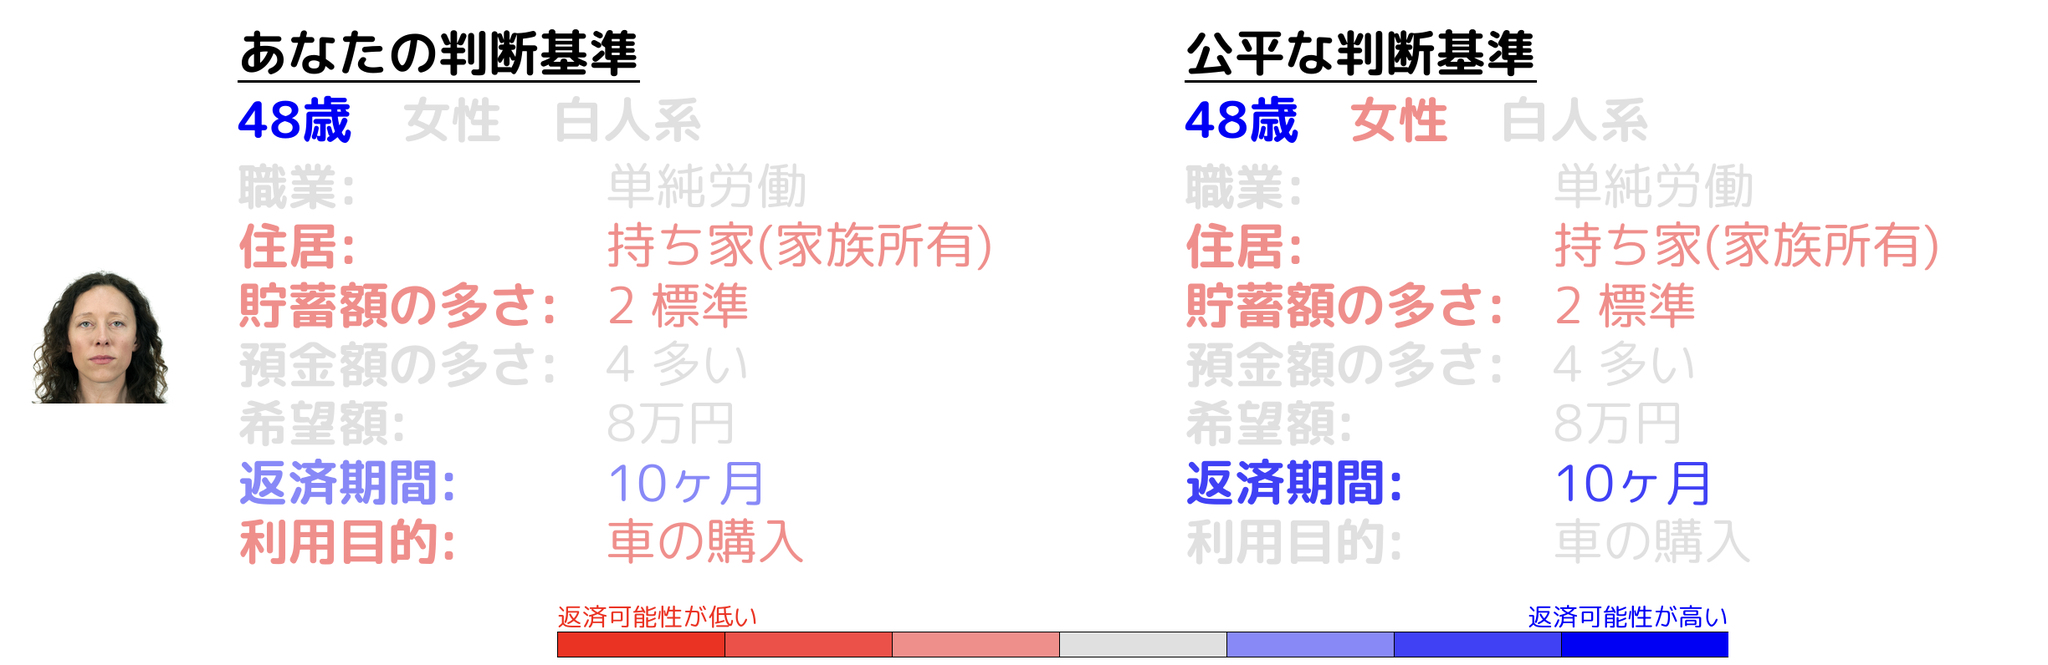 あなたの判断基準
48歳 女性 白人系
職業: 単純労働
住居: 持ち家(家族所有)
貯蓄額の多さ: 2 標準
預金額の多さ: 4 多い
希望額: 8万円
返済期間: 10ヶ月
利用目的: 車の購入
公平な判断基準
48歳 女性 白人系
職業: 単純労働
住居: 持ち家(家族所有)
貯蓄額の多さ: 2 標準
預金額の多さ: 4 多い
希望額: 8万円
返済期間: 10ヶ月
利用目的: 車の購入
返済可能性が低い
返済可能性が高い